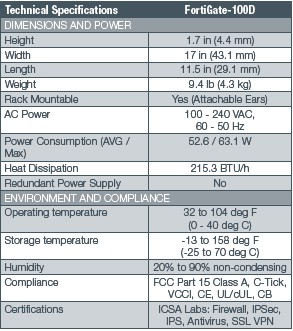 Technical Specifications FortiGate-100D
DIMENSIONS AND POWER
Height 1.7 in (4.4 mm)
Width 17 in (43.1 mm)
Length 11.5 in (29.1 mm)
Weight 9.4 lb (4.3 kg)
Rack Mountable Yes (Attachable Ears)
AC Power 100 - 240 VAC,
60 - 50 Hz
Power Consumption (AVG / 52.6 / 63.1 W
Max)
Heat Dissipation 215.3 BTU/h
Redundant Power Supply No
ENVIRONMENT AND COMPLIANCE
Operating temperature 32 to 104 deg F
(0 - 40 deg C)
Storage temperature -13 to 158 deg F
(-25 to 70 deg C)
Humidity 20% to 90% non-condensing
Compliance FCC Part 15 Class A, C-Tick,
VCCI, CE, UL/cUL, CB
Certifications ICSA Labs: Firewall, IPSec,
IPS, Antivirus, SSL VPN